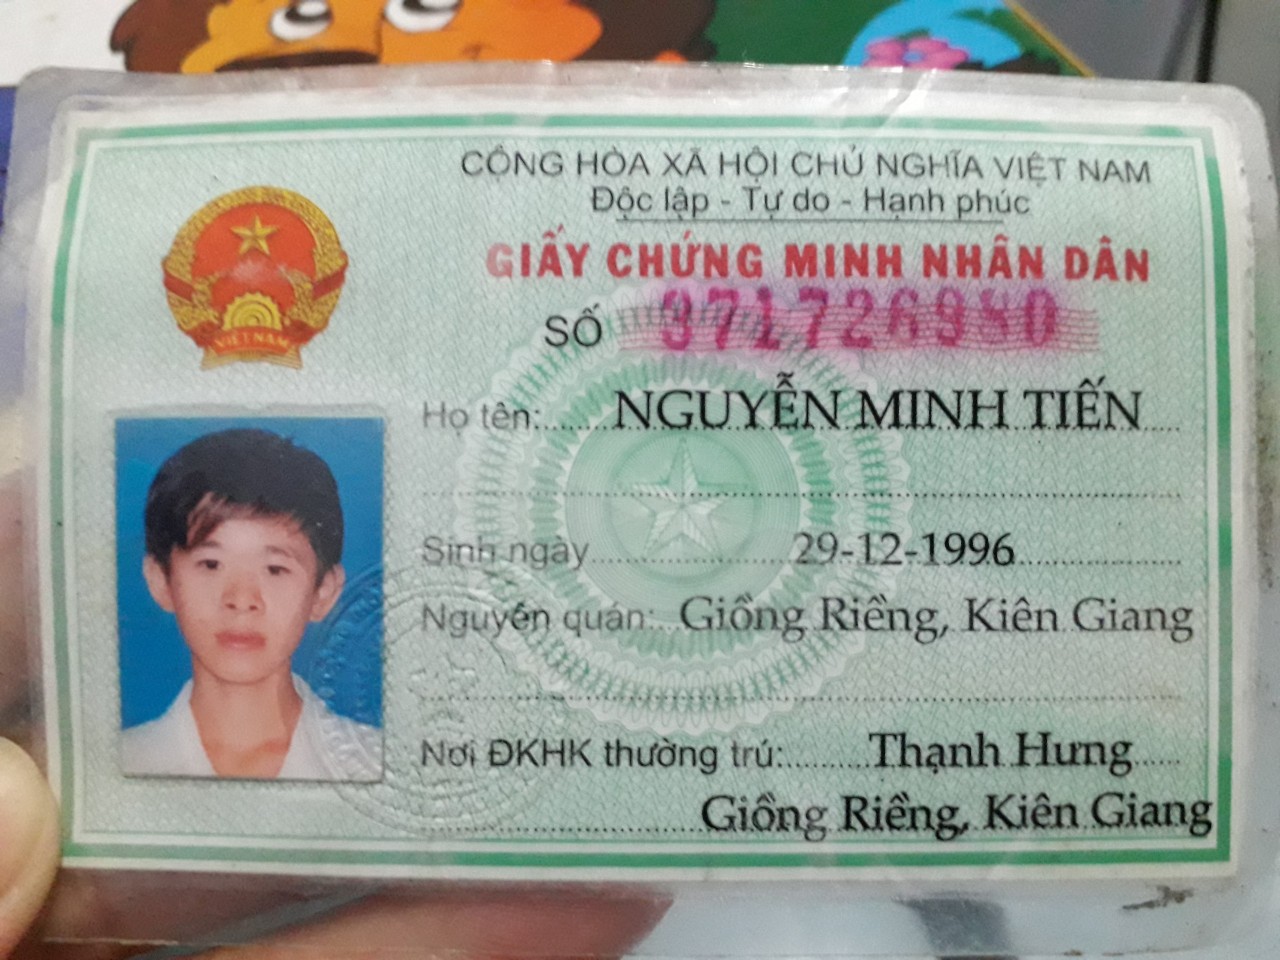 CỘNG HÒA XÃ HỘI CHỦ NGHĨA VIỆT NAM
Độc lập - Tự do - Hạnh phúc
GIẤY CHỨNG MINH NHÂN DÂN
SỐ 371726980
Họ tên: NGUYỄN MINH TIẾN
Sinh ngày 29-12-1996
Nguyên quán: Giồng Riềng, Kiên Giang
Nơi ĐKHK thường trú: Thạnh Hưng
Giồng Riềng, Kiên Giang
VIỆT NAM